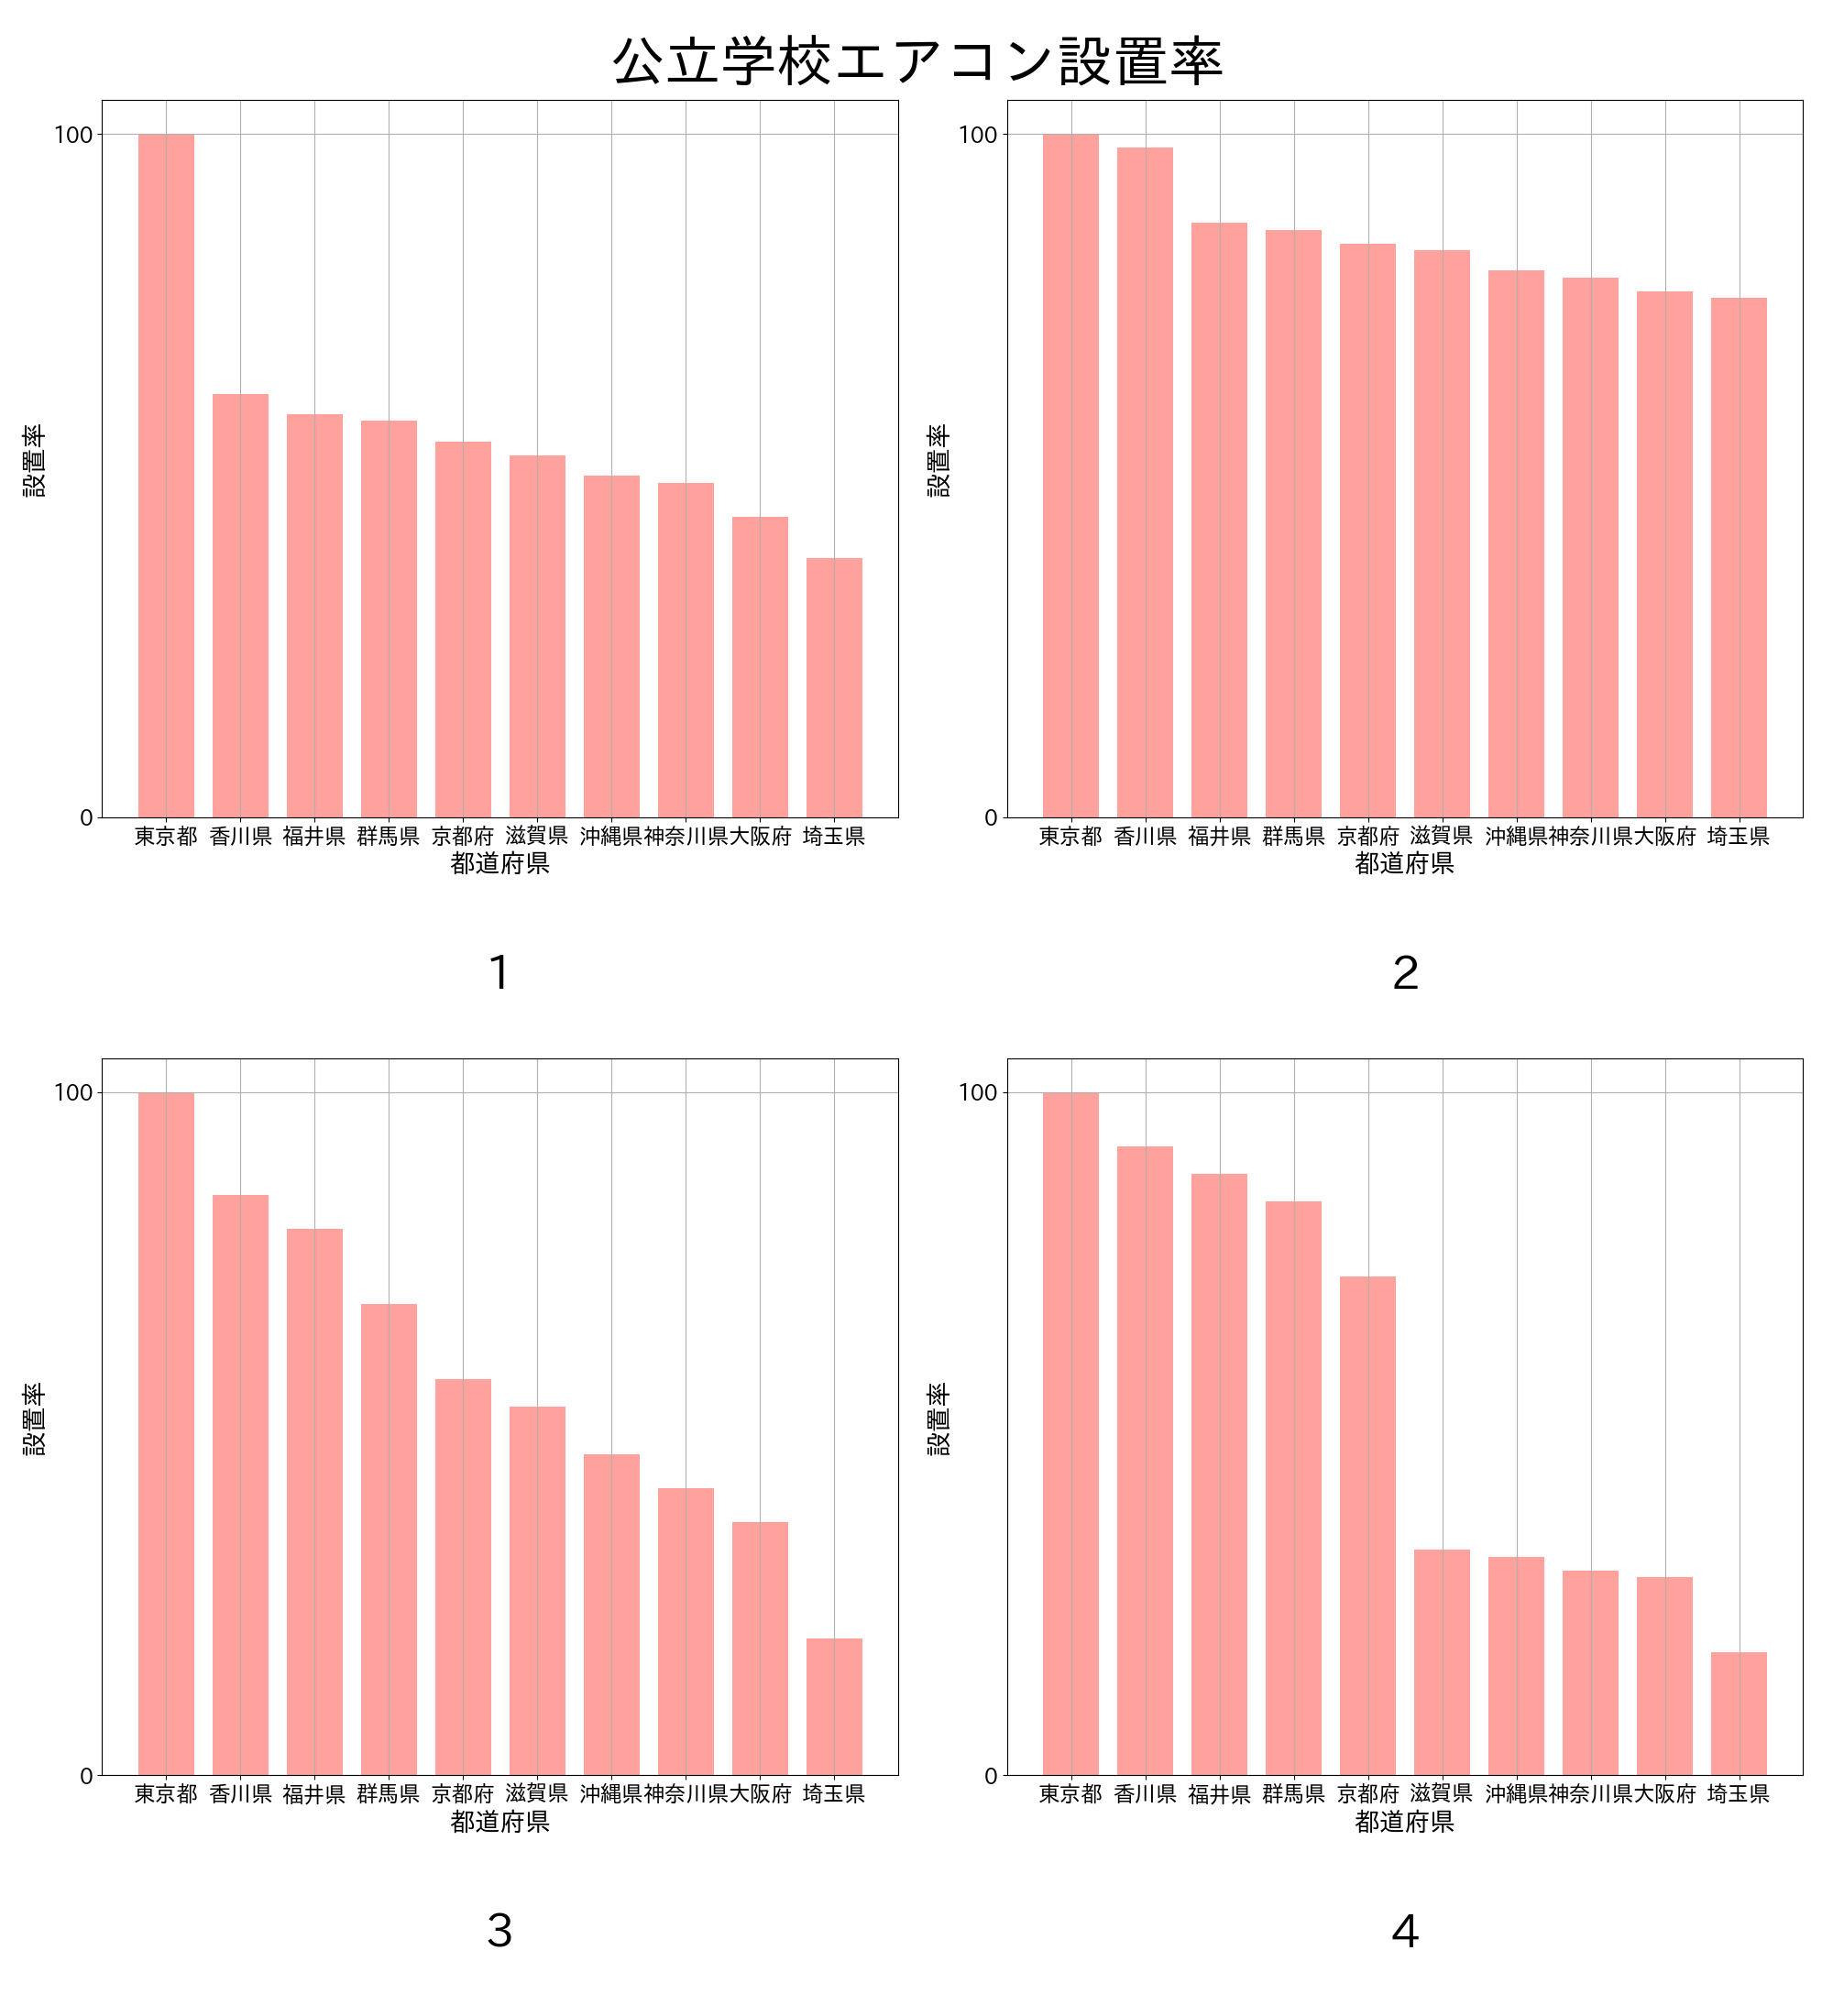 公立学校エアコン設置率
100
0
設置率
東京都 香川県 福井県 群馬県 京都府 滋賀県 沖縄県 神奈川県 大阪府 埼玉県
都道府県
1
100
0
設置率
東京都 香川県 福井県 群馬県 京都府 滋賀県 沖縄県 神奈川県 大阪府 埼玉県
都道府県
2
100
0
設置率
東京都 香川県 福井県 群馬県 京都府 滋賀県 沖縄県 神奈川県 大阪府 埼玉県
都道府県
3
100
0
設置率
東京都 香川県 福井県 群馬県 京都府 滋賀県 沖縄県 神奈川県 大阪府 埼玉県
都道府県
4